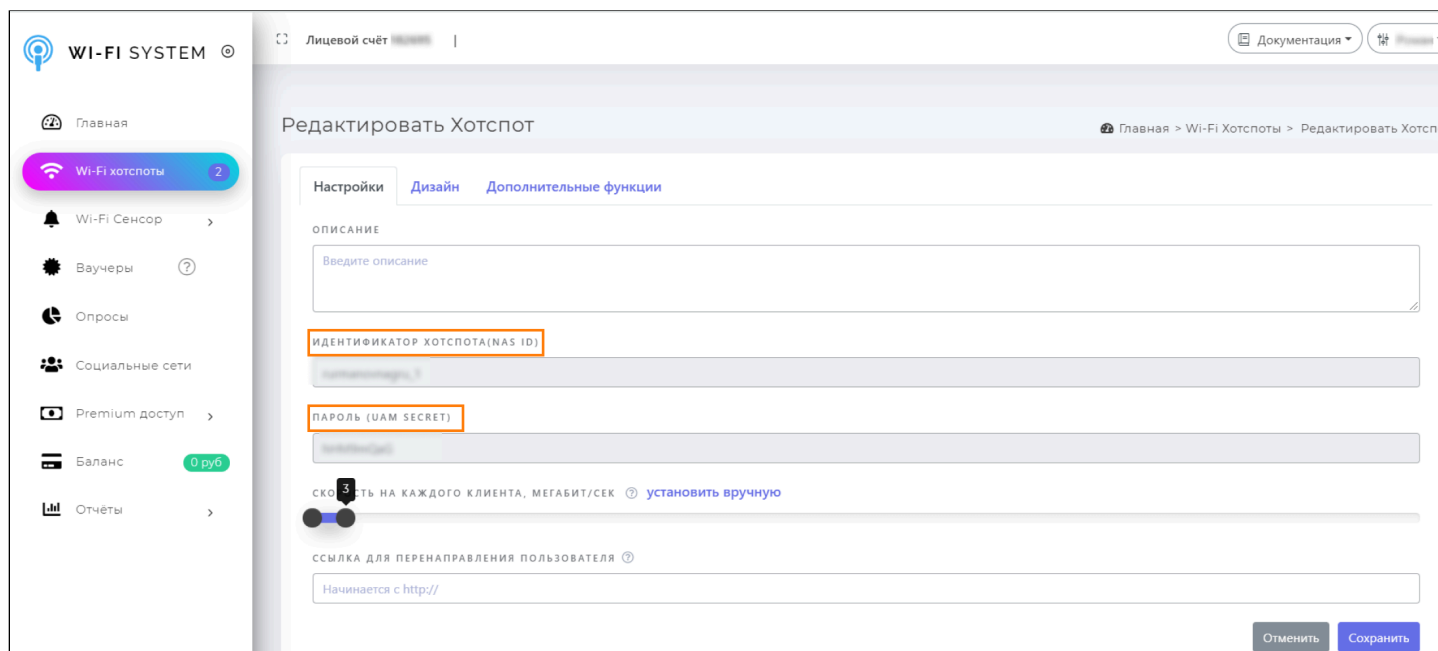 WI-FI SYSTEM
Лицевой счёт |
Документация
Главная
Wi-Fi хотспоты 2
Wi-Fi Сенсор
Ваучеры ?
Опросы
Социальные сети
Premium доступ
Баланс 0 руб
Отчёты
Редактировать Хотспот
Главная > Wi-Fi Хотспоты > Редактировать Хотсп
Настройки Дизайн Дополнительные функции
ОПИСАНИЕ
Введите описание
ИДЕНТИФИКАТОР ХОТСПОТА(NAS ID)
ПАРОЛЬ (UAM SECRET)
3
НА КАЖДОГО КЛИЕНТА, МЕГАБИТ/СЕК ? установить вручную
ССЫЛКА ДЛЯ ПЕРЕНАПРАВЛЕНИЯ ПОЛЬЗОВАТЕЛЯ ?
Начинается с http://
Отменить Сохранить